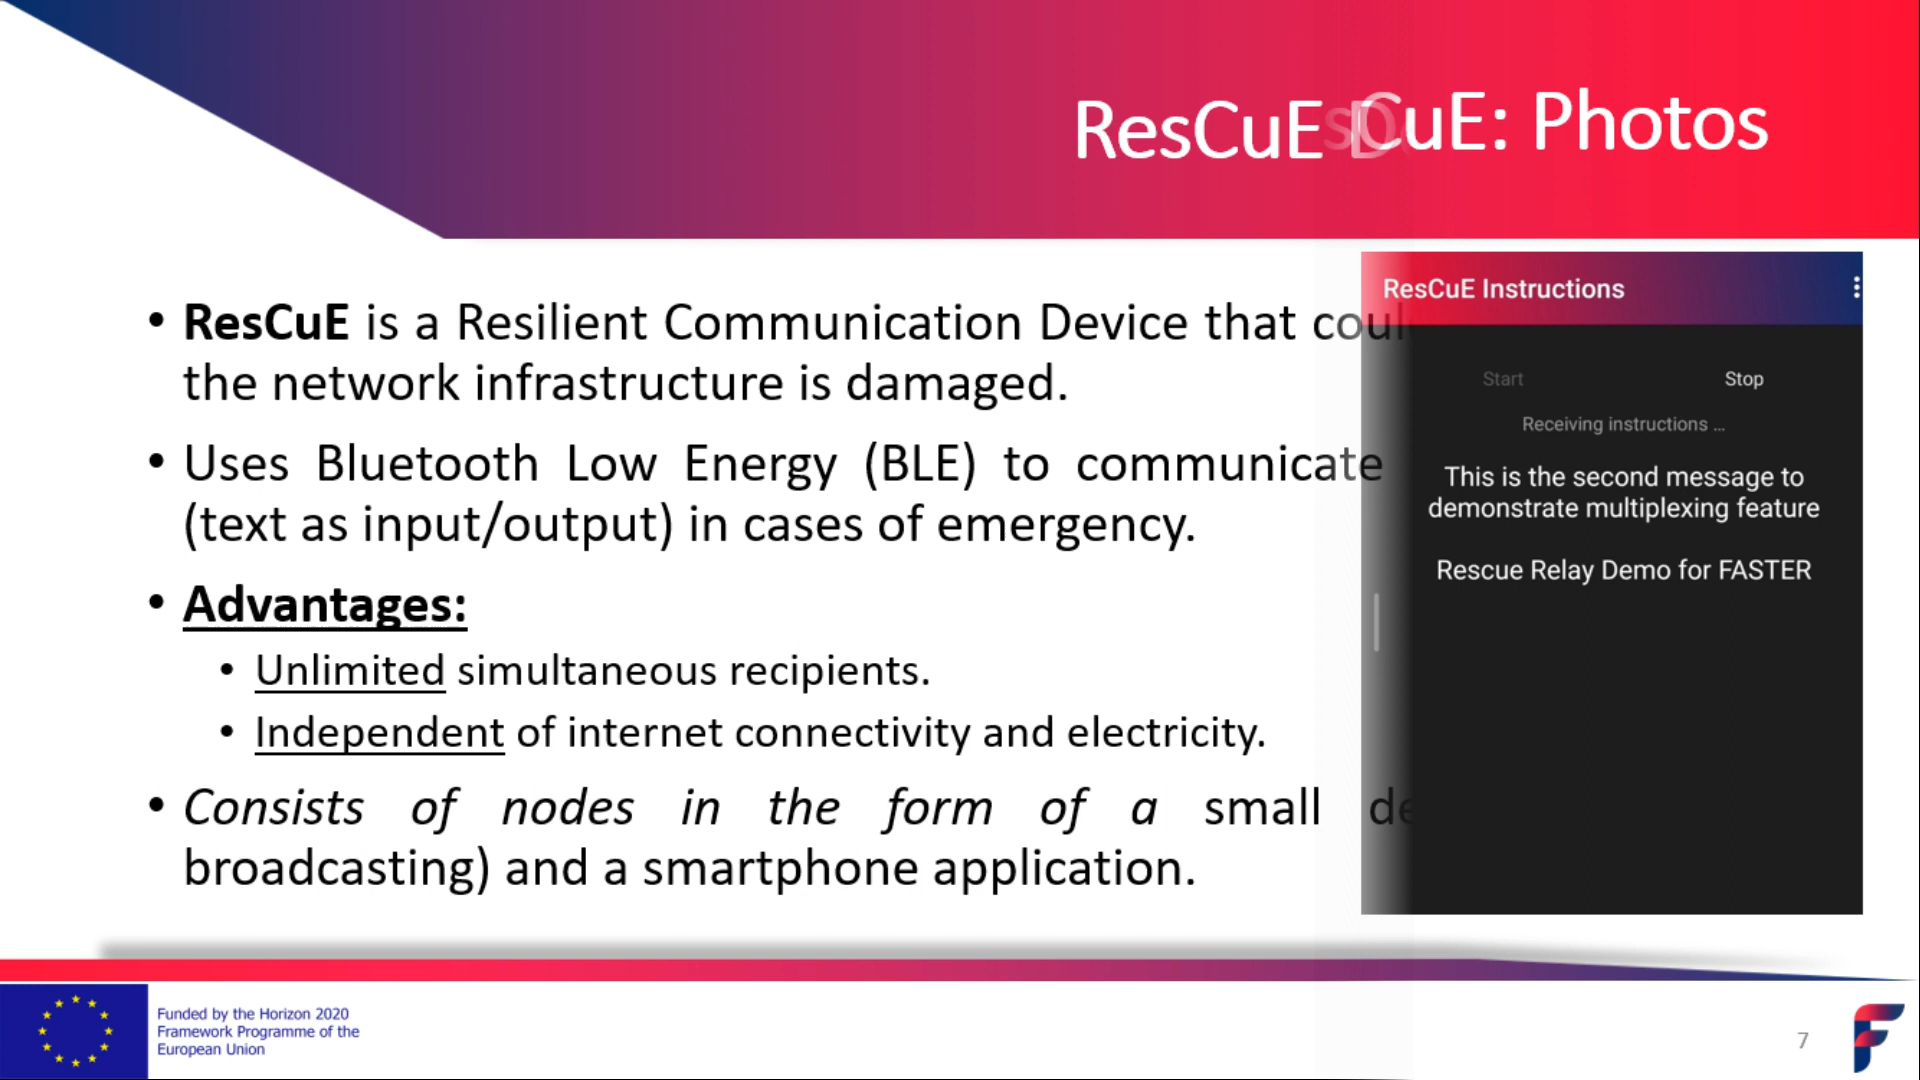 ResCuE CuE: Photos
• ResCuE is a Resilient Communication Device that coul
the network infrastructure is damaged.
• Uses Bluetooth Low Energy (BLE) to communicate
(text as input/output) in cases of emergency.
• Advantages:
• Unlimited simultaneous recipients.
• Independent of internet connectivity and electricity.
• Consists of nodes in the form of a small de
broadcasting) and a smartphone application.
ResCuE Instructions
Start Stop
Receiving instructions ...
This is the second message to
demonstrate multiplexing feature
Rescue Relay Demo for FASTER
Funded by the Horizon 2020
Framework Programme of the
European Union
7